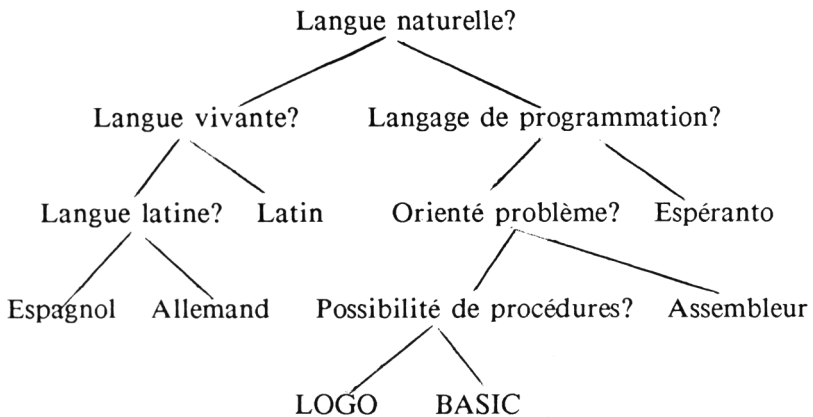 Langue naturelle?
Langue vivante? Langage de programmation?
Langue latine? Latin Orienté problème? Espéranto
Espagnol Allemand Possibilité de procédures? Assembleur
LOGO BASIC